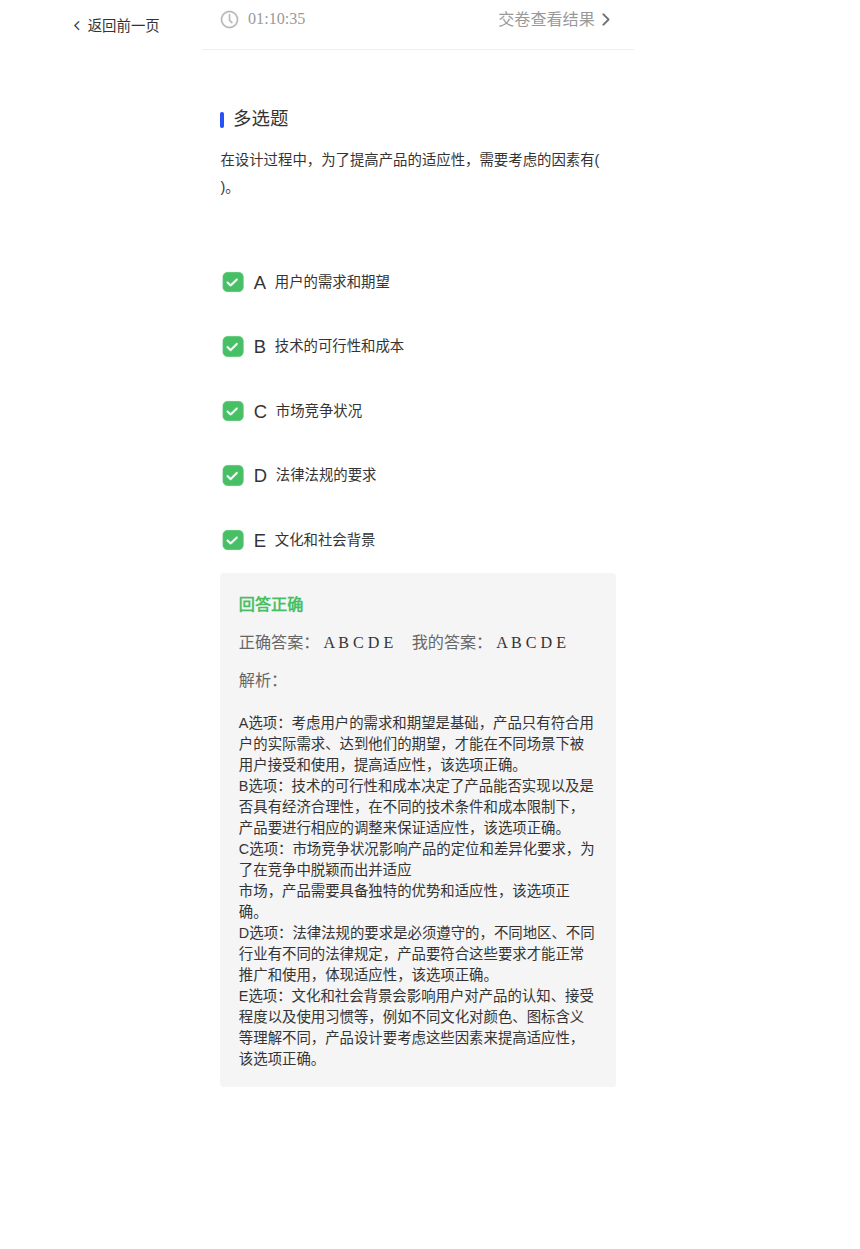 返回前一页
01:10:35
交卷查看结果
多选题
在设计过程中，为了提高产品的适应性，需要考虑的因素有(
)。
A 用户的需求和期望
B 技术的可行性和成本
C 市场竞争状况
D 法律法规的要求
E 文化和社会背景
回答正确
正确答案： A B C D E 我的答案： A B C D E
解析：
A选项：考虑用户的需求和期望是基础，产品只有符合用
户的实际需求、达到他们的期望，才能在不同场景下被
用户接受和使用，提高适应性，该选项正确。
B选项：技术的可行性和成本决定了产品能否实现以及是
否具有经济合理性，在不同的技术条件和成本限制下，
产品要进行相应的调整来保证适应性，该选项正确。
C选项：市场竞争状况影响产品的定位和差异化要求，为
了在竞争中脱颖而出并适应
市场，产品需要具备独特的优势和适应性，该选项正
确。
D选项：法律法规的要求是必须遵守的，不同地区、不同
行业有不同的法律规定，产品要符合这些要求才能正常
推广和使用，体现适应性，该选项正确。
E选项：文化和社会背景会影响用户对产品的认知、接受
程度以及使用习惯等，例如不同文化对颜色、图标含义
等理解不同，产品设计要考虑这些因素来提高适应性，
该选项正确。